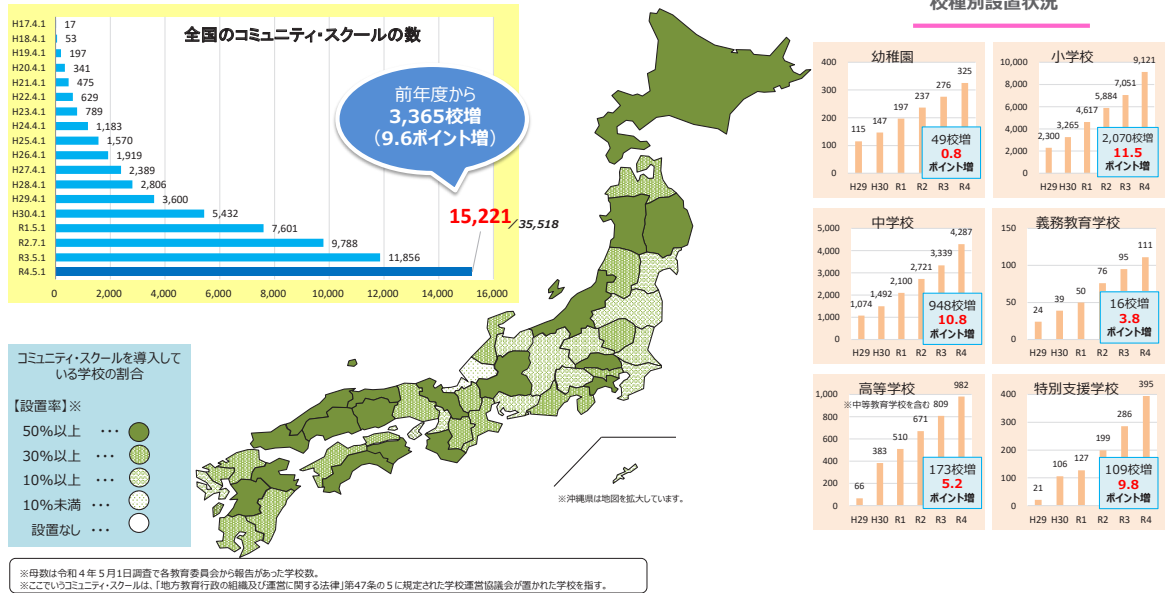 校種別設置状況
全国のコミュニティ・スクールの数
H17.4.1 17
H18.4.1 53
H19.4.1 197
H20.4.1 341
H21.4.1 475
H22.4.1 629
H23.4.1 789
H24.4.1 1,183
H25.4.1 1,570
H26.4.1 1,919
H27.4.1 2,389
H28.4.1 2,806
H29.4.1 3,600
H30.4.1 5,432
R1.5.1 7,601
R2.7.1 9,788
R3.5.1 11,856
R4.5.1
0 2,000 4,000 6,000 8,000 10,000 12,000 14,000 16,000
前年度から
3,365校増
(9.6ポイント増)
15,221/35,518
コミュニティ・スクールを導入して
いる学校の割合
【設置率】※
50%以上 ・・・
30%以上 ・・・
10%以上 ・・・
10%未満 ・・・
設置なし ・・・
※沖縄県は地図を拡大しています。
幼稚園
400
300
200
100
0
115 147 197 237 276 325
49校増
0.8
ポイント増
H29 H30 R1 R2 R3 R4
小学校
10,000
8,000
6,000
4,000
2,000
0
2,300 3,265 4,617 5,884 7,051 9,121
2,070校増
11.5
ポイント増
H29 H30 R1 R2 R3 R4
中学校
5,000
4,000
3,000
2,000
1,000
0
1,074 1,492 2,100 2,721 3,339 4,287
948校増
10.8
ポイント増
H29 H30 R1 R2 R3 R4
義務教育学校
150
100
50
0
24 39 50 76 95 111
16校増
3.8
ポイント増
H29 H30 R1 R2 R3 R4
高等学校
※中等教育学校を含む
1,000
800
600
400
200
0
66 383 510 671 809 982
173校増
5.2
ポイント増
H29 H30 R1 R2 R3 R4
特別支援学校
400
300
200
100
0
21 106 127 199 286 395
109校増
9.8
ポイント増
H29 H30 R1 R2 R3 R4
※母数は令和4年5月1日調査で各教育委員会から報告があった学校数。
※ここでいうコミュニティ・スクールは、「地方教育行政の組織及び運営に関する法律」第47条の5に規定された学校運営協議会が置かれた学校を指す。